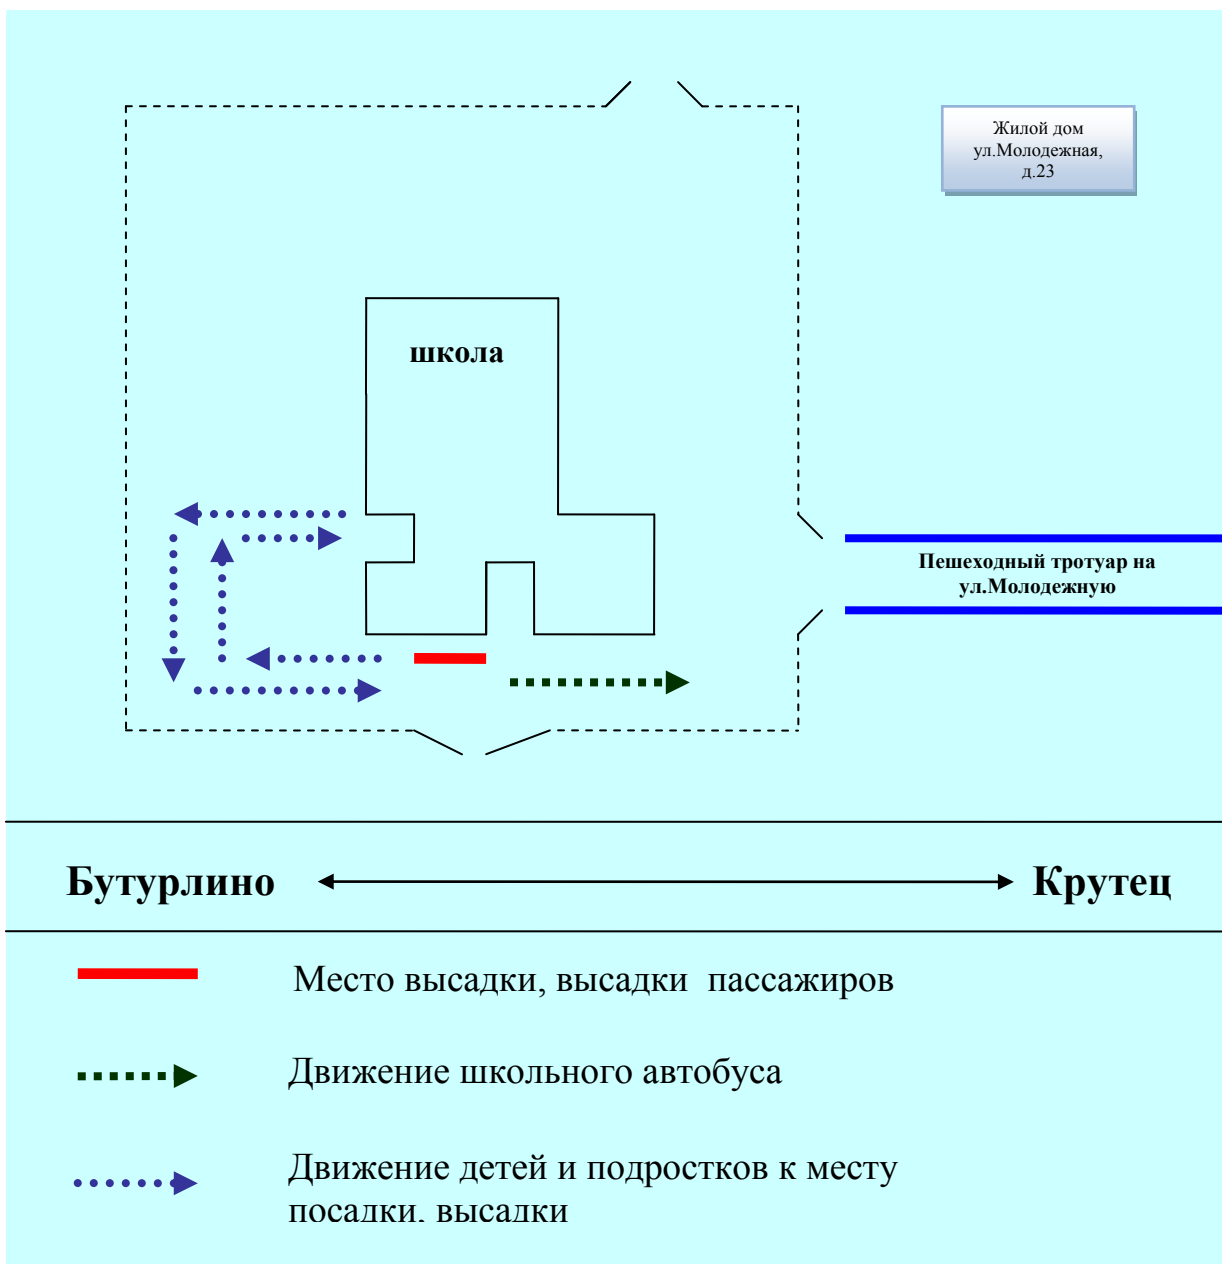 Жилой дом
ул.Молодежная,
д.23
школа
Пешеходный тротуар на
ул.Молодежную
Бутурлино Крутец
Место высадки, высадки пассажиров
Движение школьного автобуса
Движение детей и подростков к месту
посадки, высадки